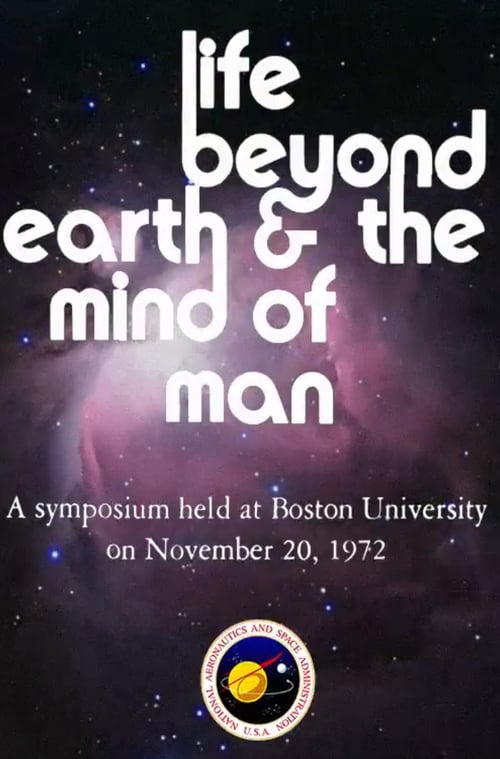 life
beyond
earth & the
mind of
man
A symposium held at Boston University
on November 20, 1972
NATIONAL AERONAUTICS AND SPACE ADMINISTRATION
U.S.A.